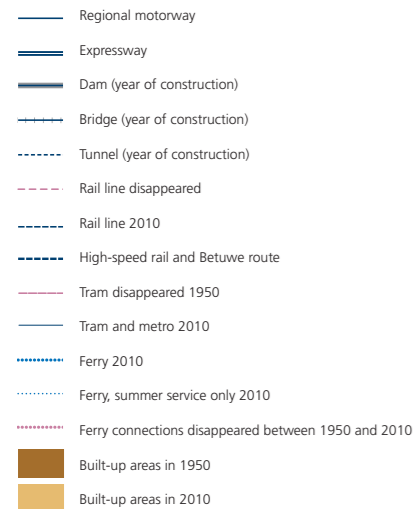 Regional motorway
Expressway
Dam (year of construction)
Bridge (year of construction)
Tunnel (year of construction)
Rail line disappeared
Rail line 2010
High-speed rail and Betuwe route
Tram disappeared 1950
Tram and metro 2010
Ferry 2010
Ferry, summer service only 2010
Ferry connections disappeared between 1950 and 2010
Built-up areas in 1950
Built-up areas in 2010